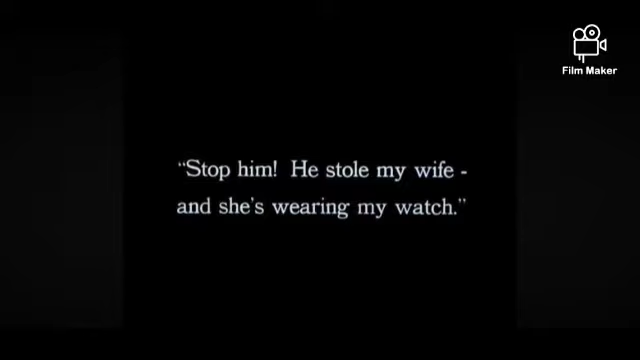 Film Maker
“Stop him! He stole my wife -
and she's wearing my watch.”